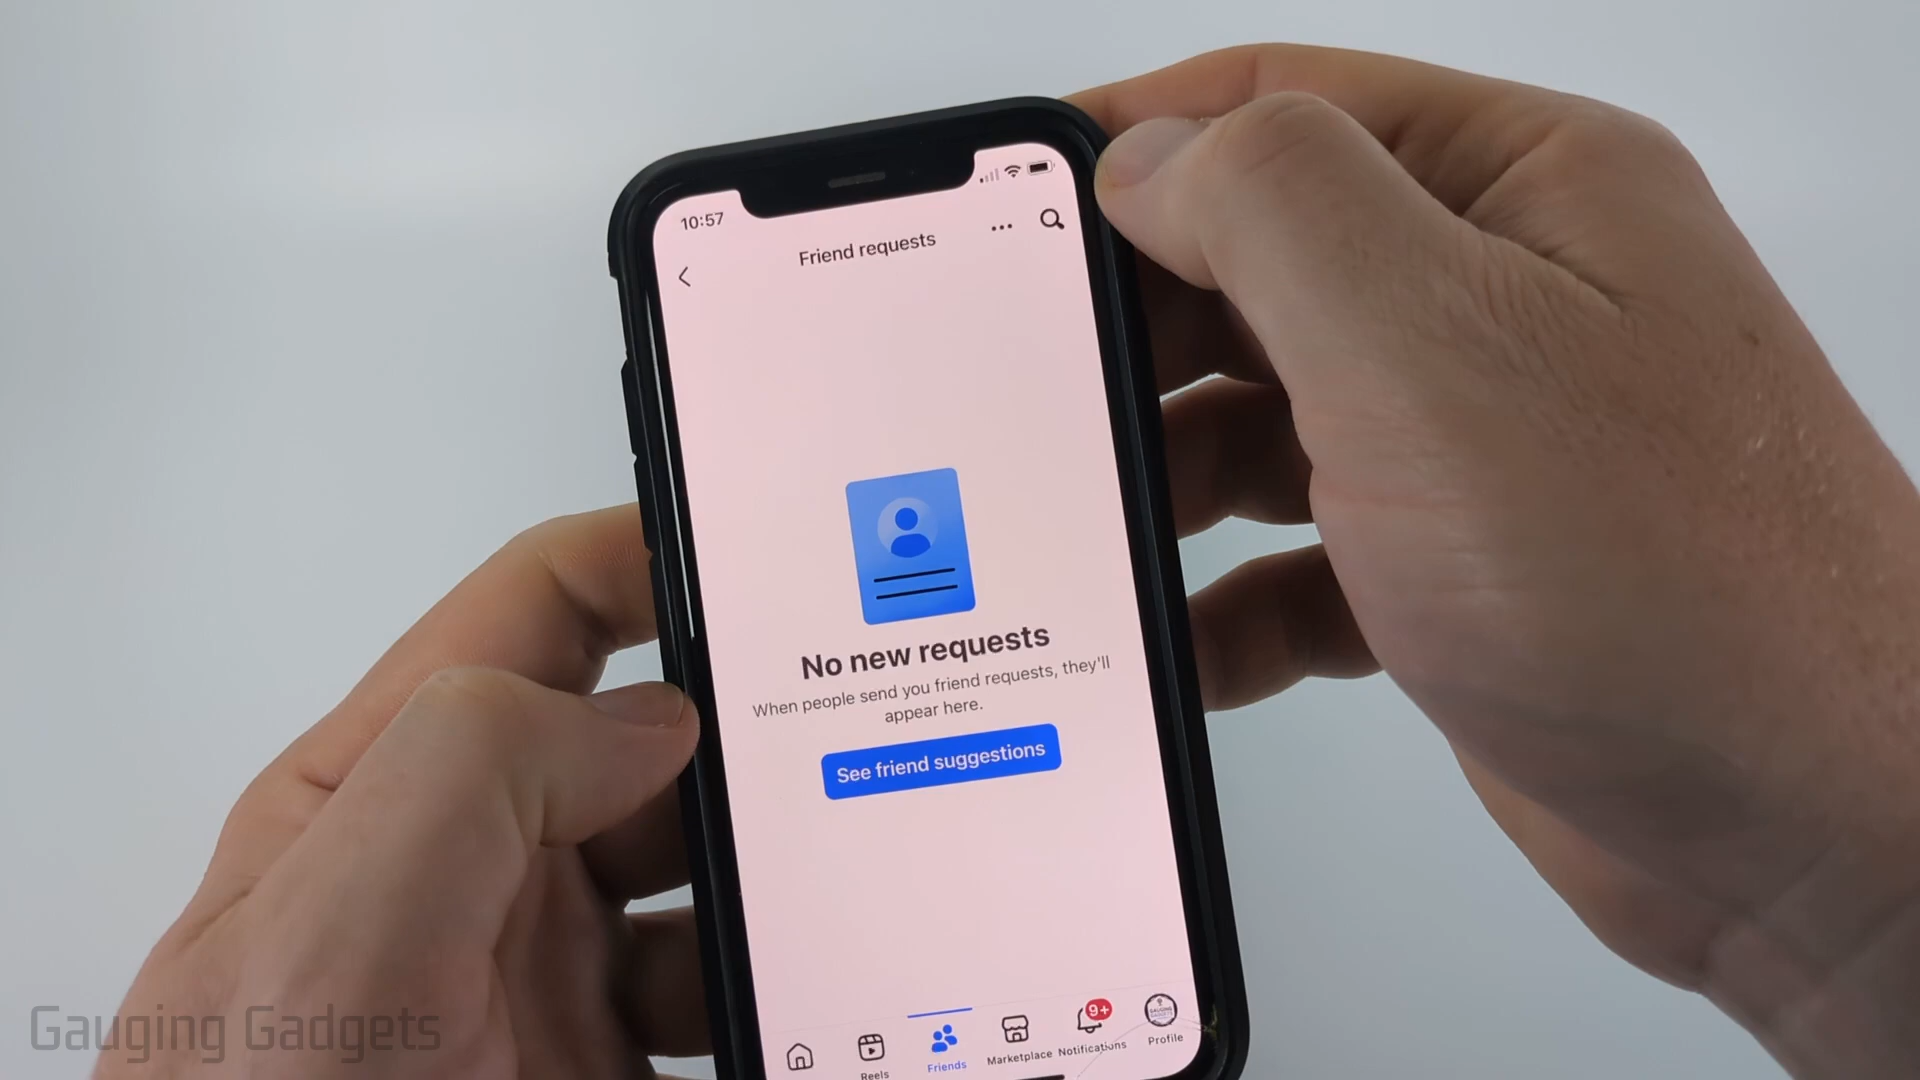 10:57
Friend requests
No new requests
When people send you friend requests, they'll
appear here.
See friend suggestions
Reels
Friends
Marketplace
9+
Notifications
Profile
Gauging Gadgets